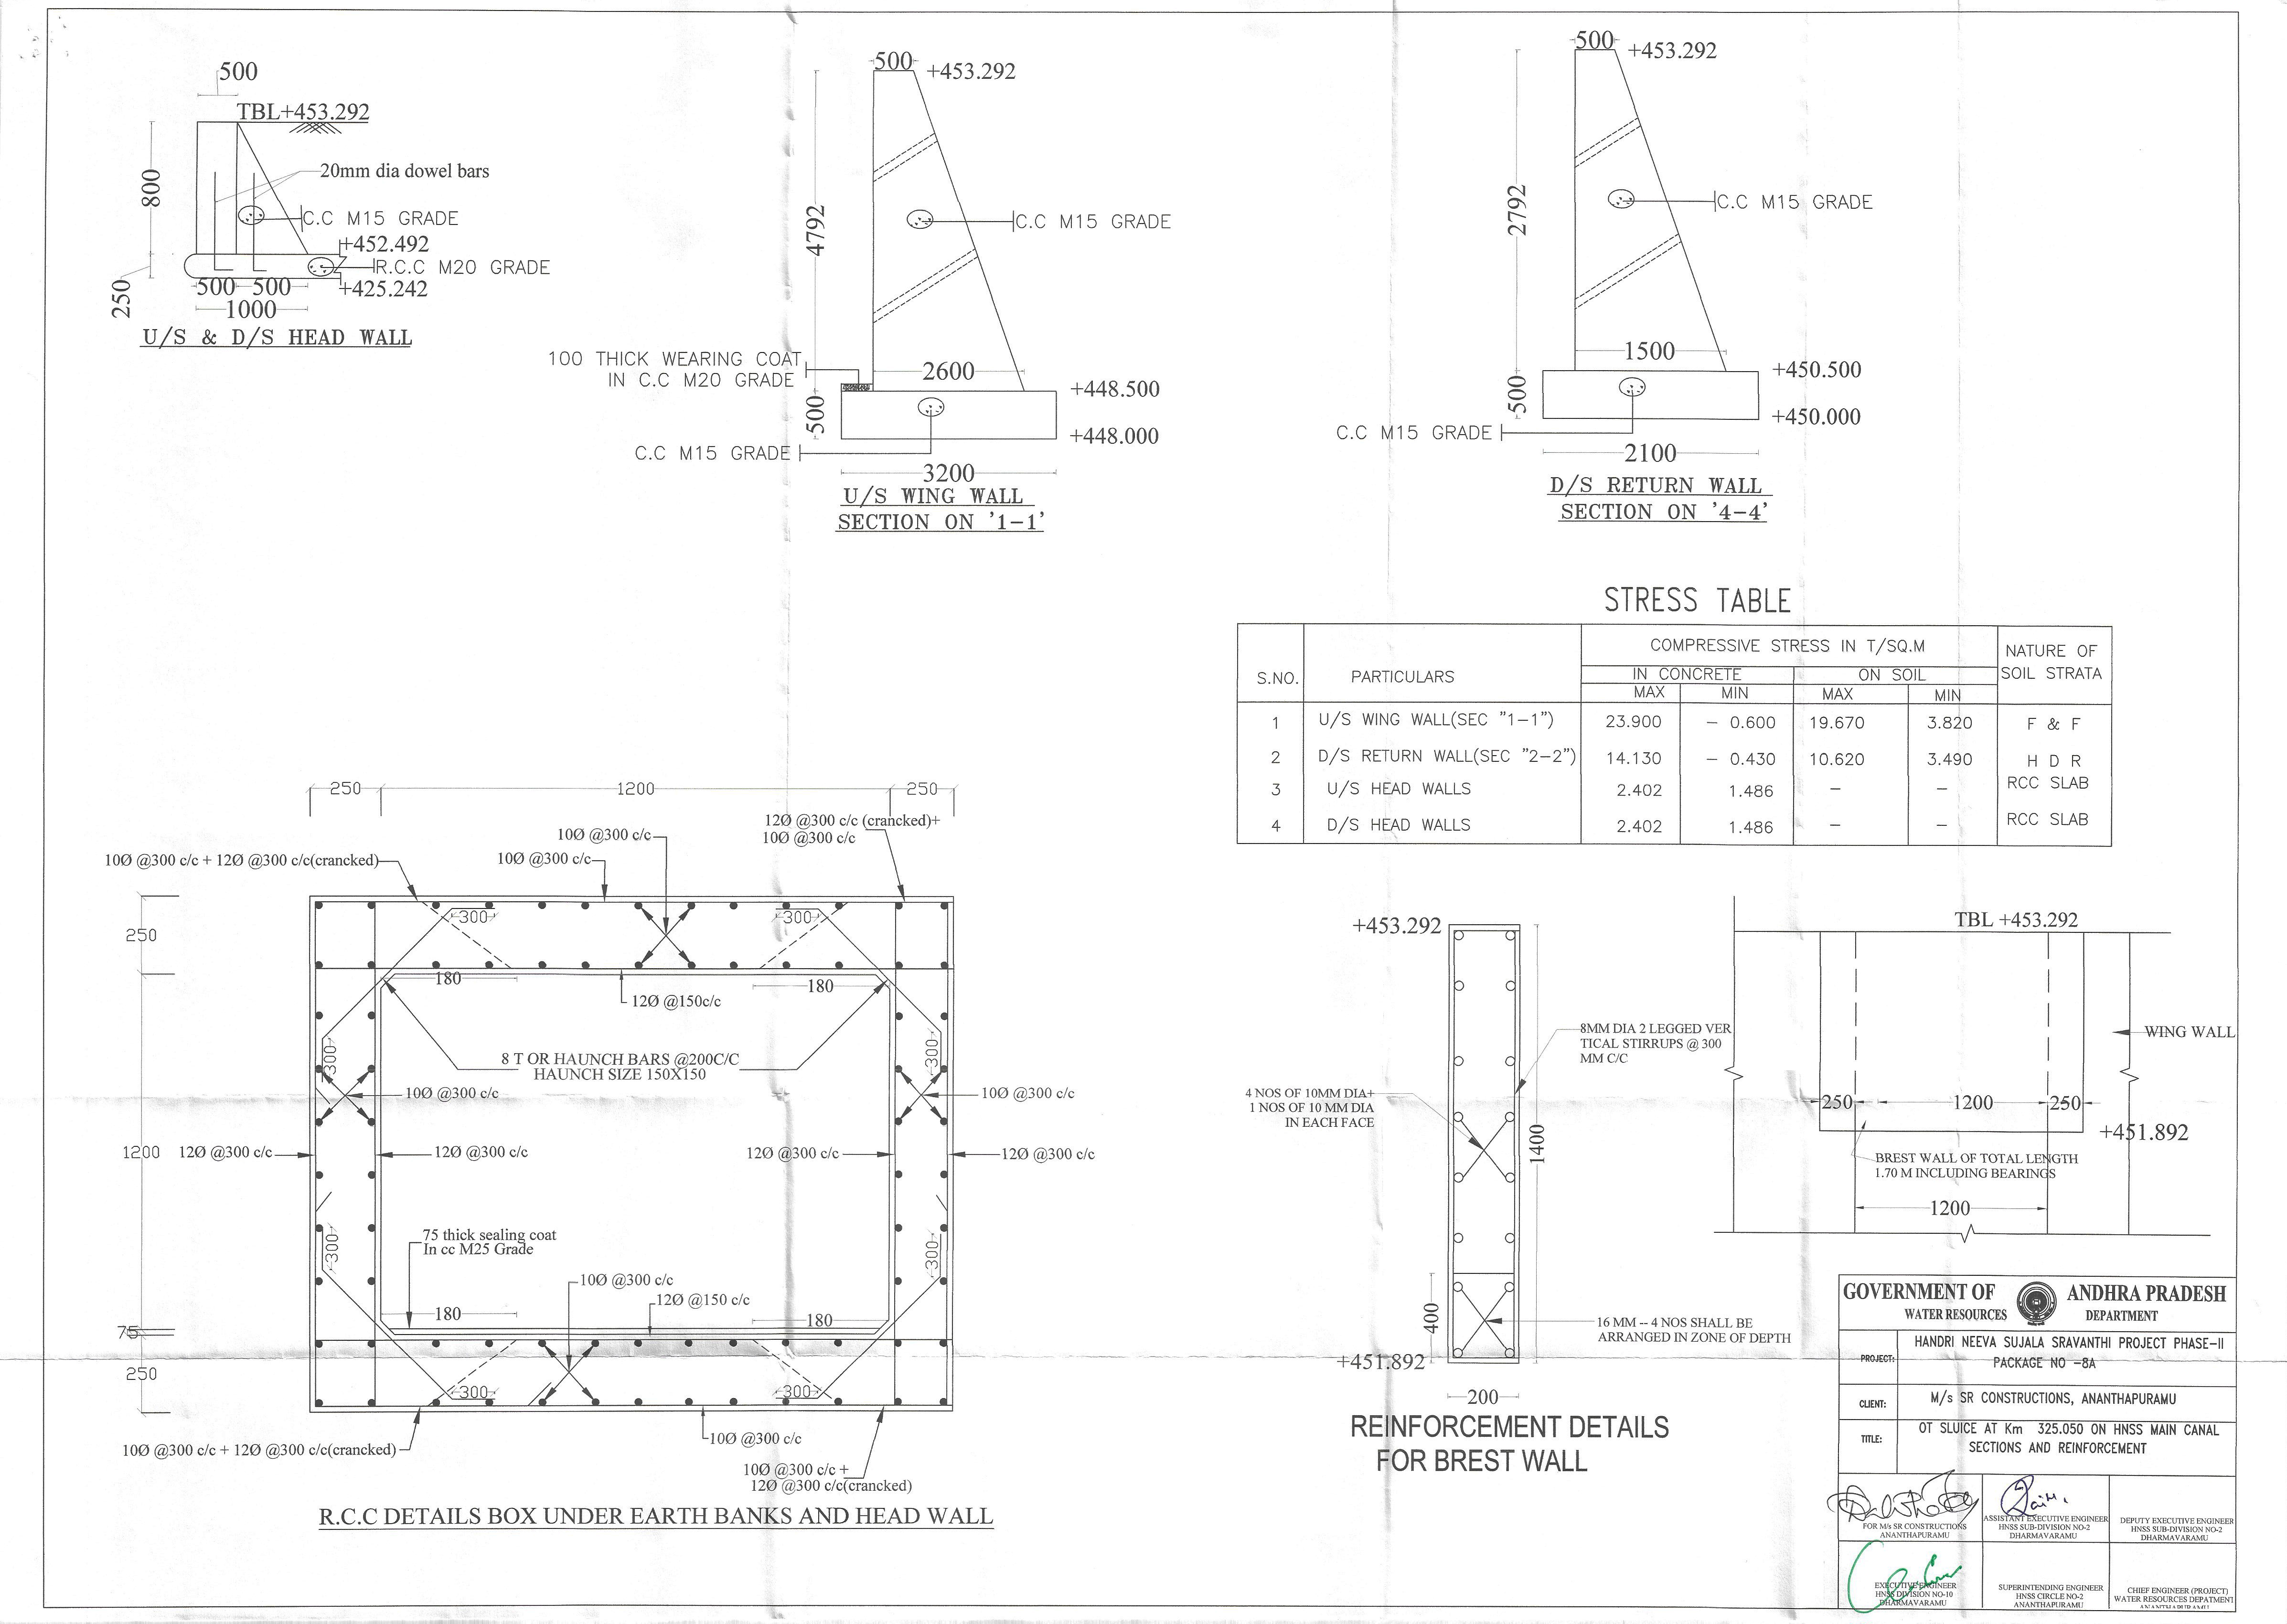 500
TBL+453.292
20mm dia dowel bars
800
C.C M15 GRADE
+452.492
R.C.C M20 GRADE
250
500
500
+425.242
1000
U/S & D/S HEAD WALL
500
+453.292
4792
C.C M15 GRADE
100 THICK WEARING COAT
IN C.C M20 GRADE
2600
+448.500
500
+448.000
C.C M15 GRADE
3200
U/S WING WALL
SECTION ON '1-1'
500
+453.292
2792
C.C M15 GRADE
1500
+450.500
500
+450.000
C.C M15 GRADE
2100
D/S RETURN WALL
SECTION ON '4-4'
STRESS TABLE
S.NO. PARTICULARS COMPRESSIVE STRESS IN T/SQ.M NATURE OF
SOIL STRATA
IN CONCRETE ON SOIL
MAX MIN MAX MIN
1 U/S WING WALL(SEC "1-1") 23.900 - 0.600 19.670 3.820 F & F
2 D/S RETURN WALL(SEC "2-2") 14.130 - 0.430 10.620 3.490 H D R
3 U/S HEAD WALLS 2.402 1.486 - - RCC SLAB
4 D/S HEAD WALLS 2.402 1.486 - - RCC SLAB
250
1200
250
10Ø @300 c/c + 12Ø @300 c/c(crancked)
10Ø @300 c/c
10Ø @300 c/c
12Ø @300 c/c (crancked)+
10Ø @300 c/c
250
300
300
180
180
12Ø @150c/c
300
300
8 T OR HAUNCH BARS @200C/C
HAUNCH SIZE 150X150
10Ø @300 c/c
10Ø @300 c/c
1200
12Ø @300 c/c
12Ø @300 c/c
12Ø @300 c/c
12Ø @300 c/c
300
300
75 thick sealing coat
In cc M25 Grade
10Ø @300 c/c
12Ø @150 c/c
180
180
75
250
300
300
10Ø @300 c/c + 12Ø @300 c/c(crancked)
10Ø @300 c/c
10Ø @300 c/c +
12Ø @300 c/c(crancked)
R.C.C DETAILS BOX UNDER EARTH BANKS AND HEAD WALL
+453.292
8MM DIA 2 LEGGED VER
TICAL STIRRUPS @ 300
MM C/C
4 NOS OF 10MM DIA+
1 NOS OF 10 MM DIA
IN EACH FACE
1400
400
16 MM -- 4 NOS SHALL BE
ARRANGED IN ZONE OF DEPTH
+451.892
200
REINFORCEMENT DETAILS
FOR BREST WALL
TBL +453.292
WING WALL
250
1200
250
+451.892
BREST WALL OF TOTAL LENGTH
1.70 M INCLUDING BEARINGS
1200
GOVERNMENT OF ANDHRA PRADESH
WATER RESOURCES DEPARTMENT
PROJECT: HANDRI NEEVA SUJALA SRAVANTHI PROJECT PHASE-II
PACKAGE NO -8A
CLIENT: M/s SR CONSTRUCTIONS, ANANTHAPURAMU
TITLE: OT SLUICE AT Km 325.050 ON HNSS MAIN CANAL
SECTIONS AND REINFORCEMENT
FOR M/s SR CONSTRUCTIONS
ANANTHAPURAMU
ASSISTANT EXECUTIVE ENGINEER
HNSS SUB-DIVISION NO-2
DHARMAVARAMU
DEPUTY EXECUTIVE ENGINEER
HNSS SUB-DIVISION NO-2
DHARMAVARAMU
EXECUTIVE ENGINEER
HNSS DIVISION NO-10
DHARMAVARAMU
SUPERINTENDING ENGINEER
HNSS CIRCLE NO-2
ANANTHAPURAMU
CHIEF ENGINEER (PROJECT)
WATER RESOURCES DEPATMENT
ANANTHAPURAMU